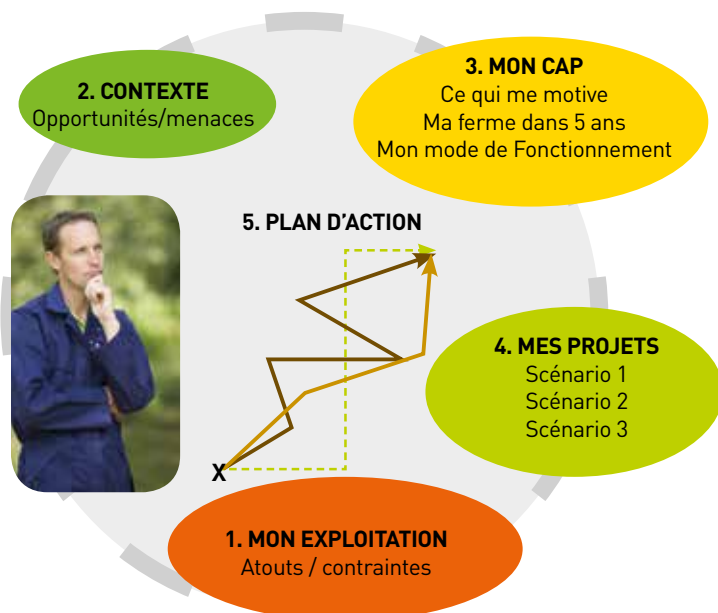 2. CONTEXTE
Opportunités/menaces
3. MON CAP
Ce qui me motive
Ma ferme dans 5 ans
Mon mode de Fonctionnement
5. PLAN D'ACTION
4. MES PROJETS
Scénario 1
Scénario 2
Scénario 3
X
1. MON EXPLOITATION
Atouts / contraintes